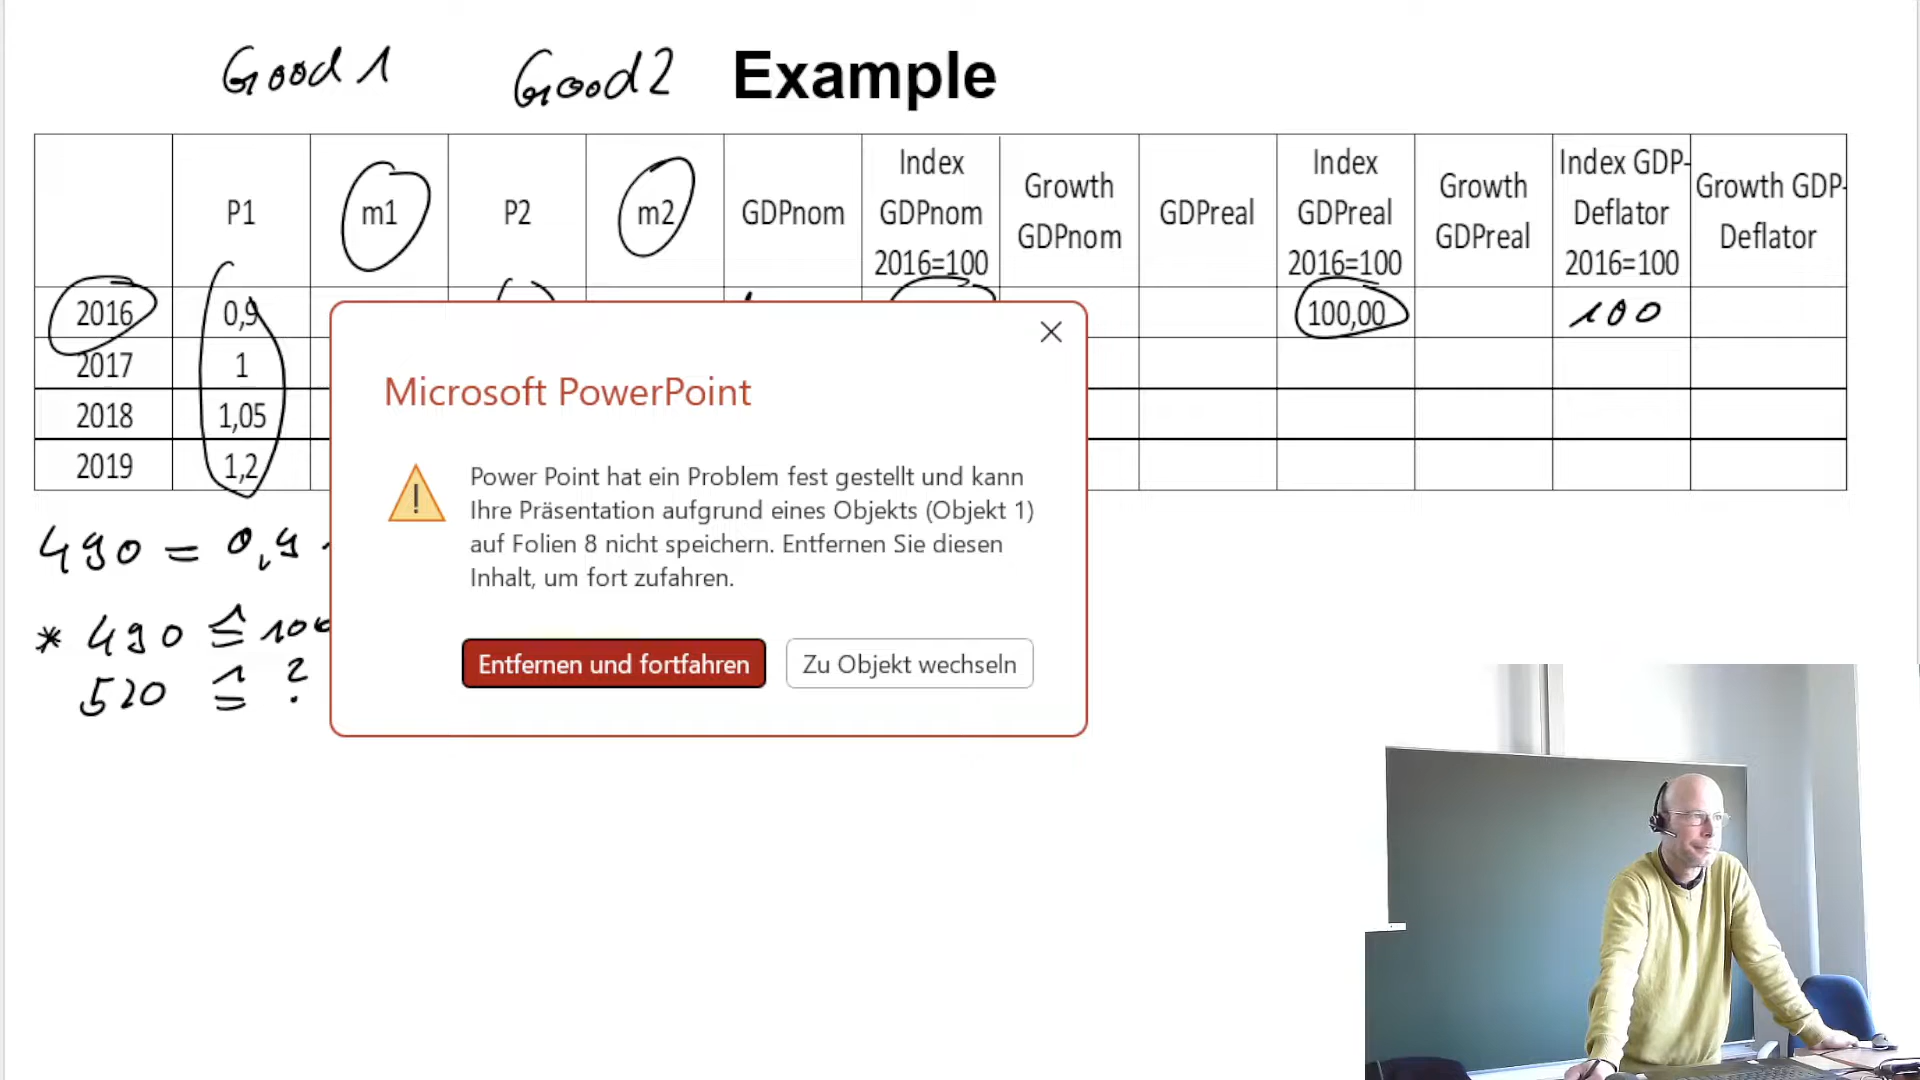 Good 1 Good 2 Example
P1 m1 P2 m2 GDPnom Index GDPnom 2016=100 Growth GDPnom GDPreal Index GDPreal 2016=100 Growth GDPreal Index GDP-Deflator 2016=100 Growth GDP-Deflator
2016 0,9 100,00 100
2017 1
2018 1,05
2019 1,2
Microsoft PowerPoint
Power Point hat ein Problem fest gestellt und kann
Ihre Präsentation aufgrund eines Objekts (Objekt 1)
auf Folien 8 nicht speichern. Entfernen Sie diesen
Inhalt, um fort zufahren.
Entfernen und fortfahren Zu Objekt wechseln
490 = 0,9 ·
* 490 ≙ 100
520 ≙ ?